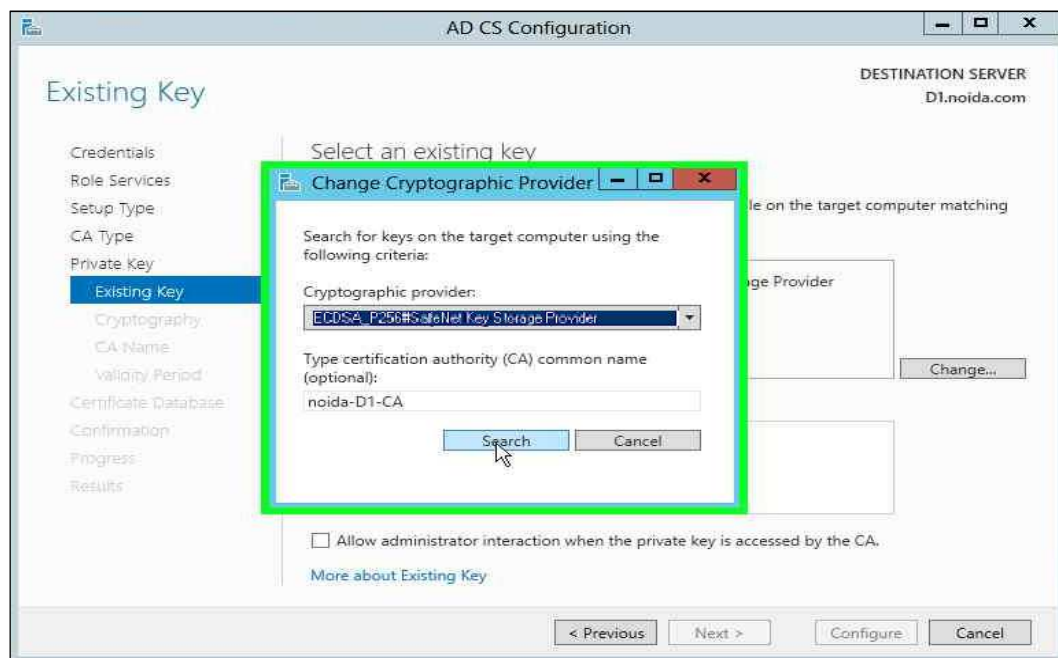 AD CS Configuration
DESTINATION SERVER
D1.noida.com
Existing Key
Credentials
Role Services
Setup Type
CA Type
Private Key
Existing Key
Cryptography
CA Name
Validity Period
Certificate Database
Confirmation
Progress
Results
Select an existing key
le on the target computer matching
ge Provider
Change...
Change Cryptographic Provider
Search for keys on the target computer using the
following criteria:
Cryptographic provider:
ECDSA_P256#SafeNet Key Storage Provider
Type certification authority (CA) common name
(optional):
noida-D1-CA
Search Cancel
Allow administrator interaction when the private key is accessed by the CA.
More about Existing Key
< Previous Next > Configure Cancel